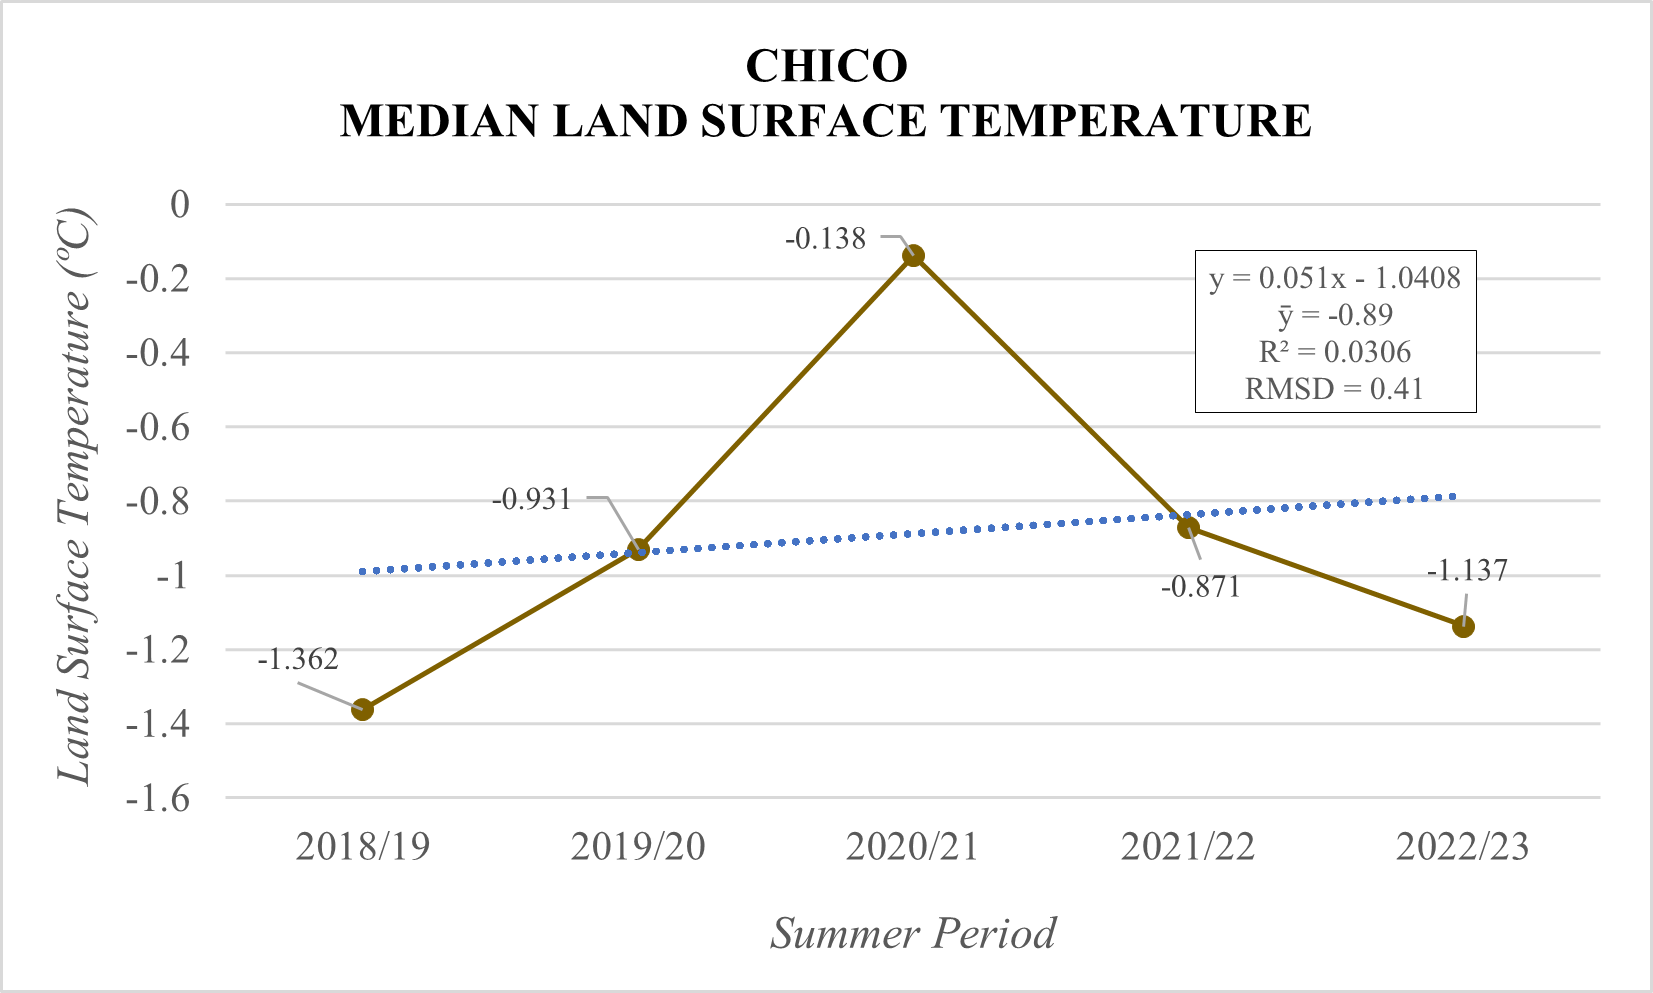 CHICO
MEDIAN LAND SURFACE TEMPERATURE
Land Surface Temperature (ºC)
0
-0.2
-0.4
-0.6
-0.8
-1
-1.2
-1.4
-1.6
-1.362
-0.931
-0.138
-0.871
-1.137
y = 0.051x - 1.0408
ȳ = -0.89
R² = 0.0306
RMSD = 0.41
2018/19
2019/20
2020/21
2021/22
2022/23
Summer Period